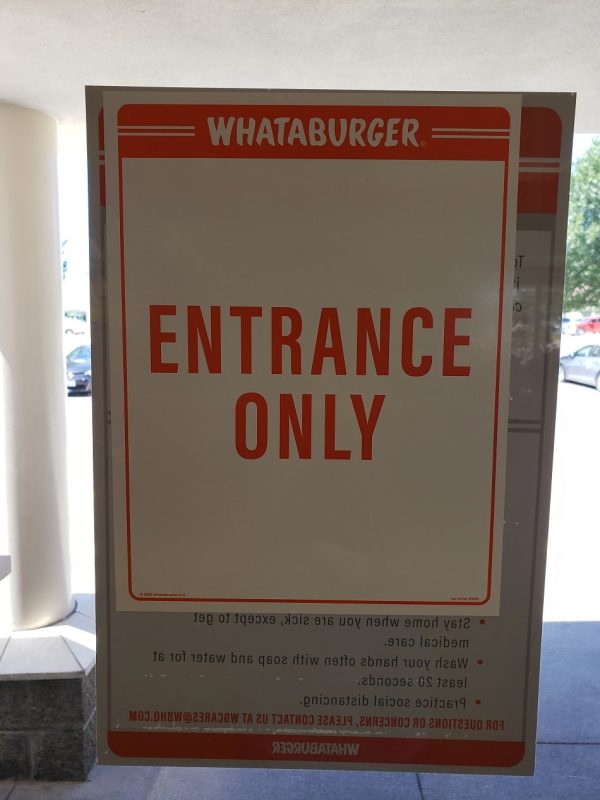 WHATABURGER
ENTRANCE
ONLY
• Stay home when you are sick, except to get
medical care.
• Wash your hands often with soap and water for at
least 20 seconds.
• Practice social distancing.
FOR QUESTIONS OR CONCERNS, PLEASE CONTACT US AT WBCARES@WBHQ.COM
WHATABURGER